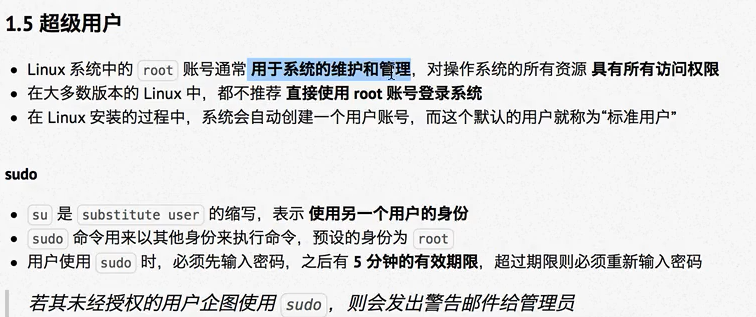 1.5 超级用户
Linux 系统中的 root 账号通常 用于系统的维护和管理，对操作系统的所有资源 具有所有访问权限
在大多数版本的 Linux 中，都不推荐 直接使用 root 账号登录系统
在 Linux 安装的过程中，系统会自动创建一个用户账号，而这个默认的用户就称为“标准用户”
sudo
su 是 substitute user 的缩写，表示 使用另一个用户的身份
sudo 命令用来以其他身份来执行命令，预设的身份为 root
用户使用 sudo 时，必须先输入密码，之后有 5 分钟的有效期限，超过期限则必须重新输入密码
若其未经授权的用户企图使用 sudo，则会发出警告邮件给管理员